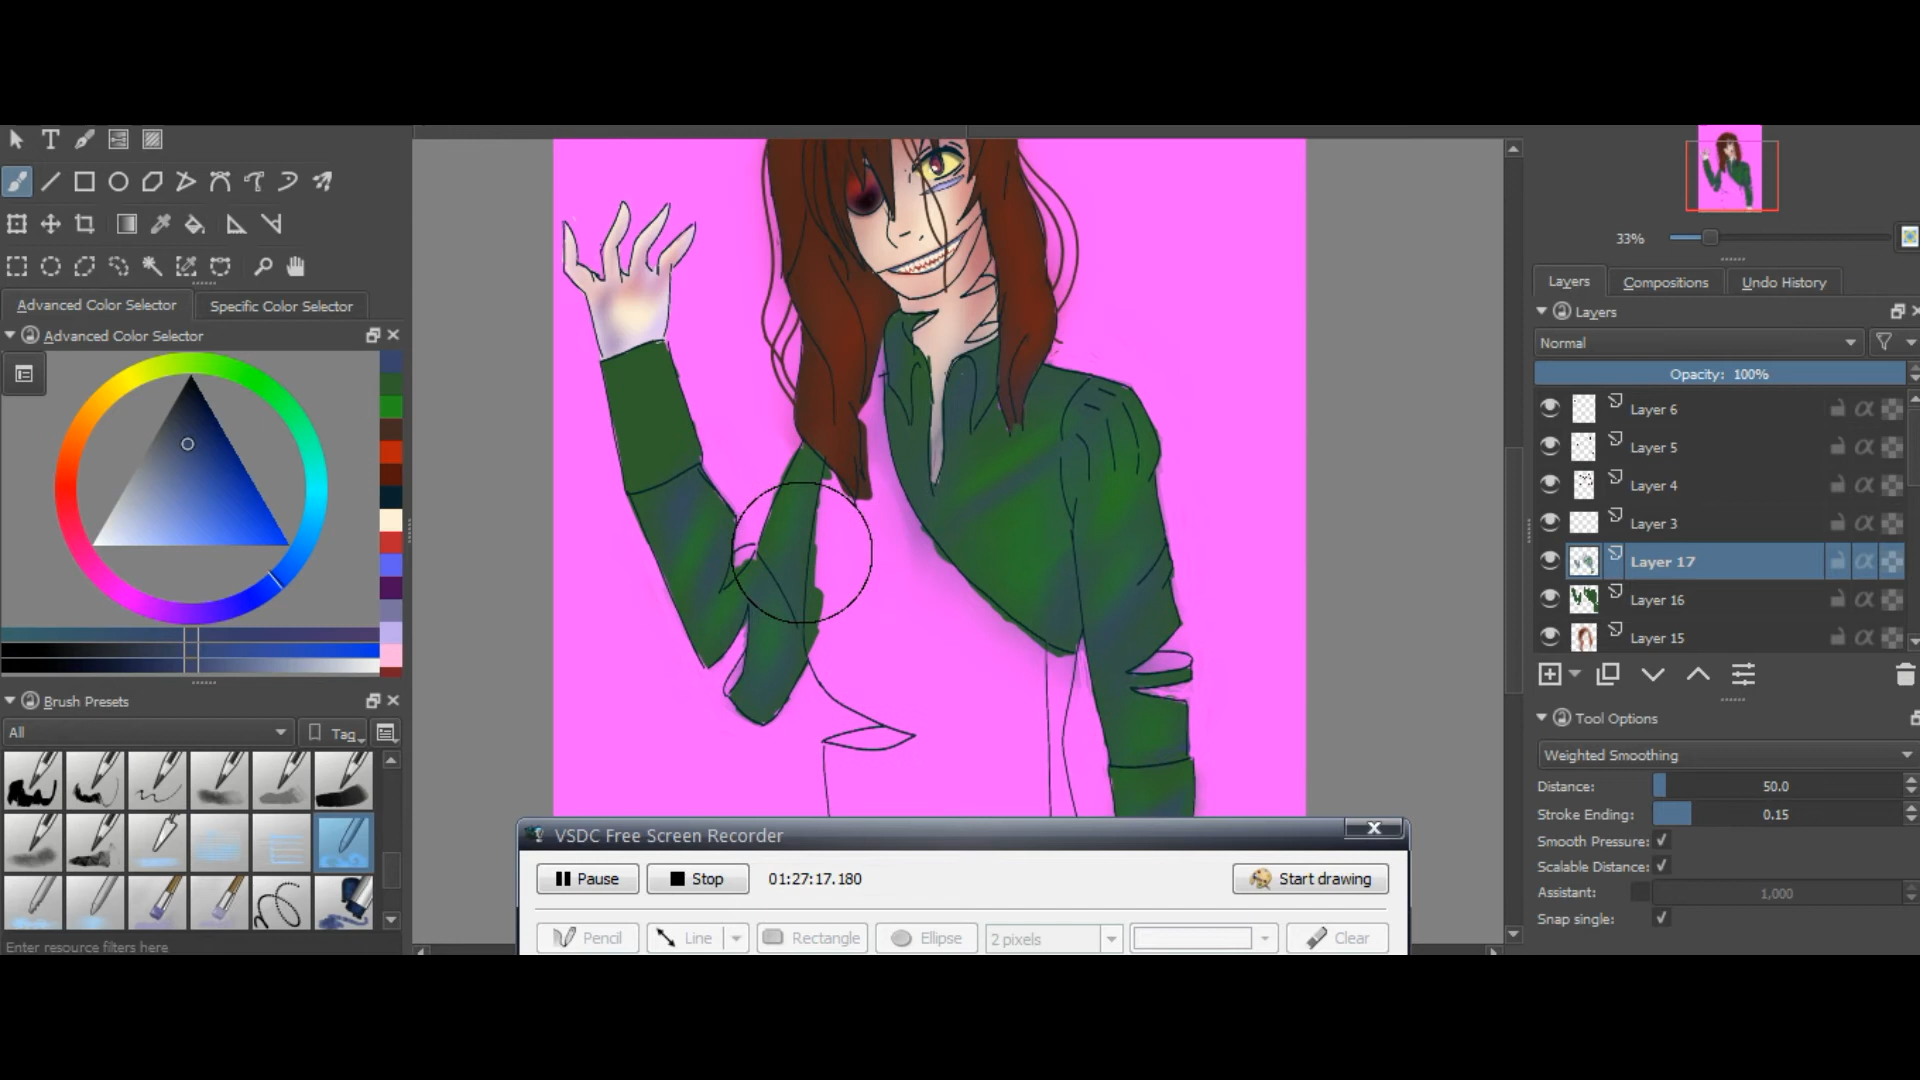 Advanced Color Selector
Specific Color Selector
Advanced Color Selector
Brush Presets
All
Tag
Enter resource filters here
VSDC Free Screen Recorder
Pause
Stop
01:27:17.180
Start drawing
Pencil
Line
Rectangle
Ellipse
2 pixels
Clear
33%
Layers
Compositions
Undo History
Layers
Normal
Opacity: 100%
Layer 6
Layer 5
Layer 4
Layer 3
Layer 17
Layer 16
Layer 15
Tool Options
Weighted Smoothing
Distance: 50.0
Stroke Ending: 0.15
Smooth Pressure:
Scalable Distance:
Assistant: 1,000
Snap single: